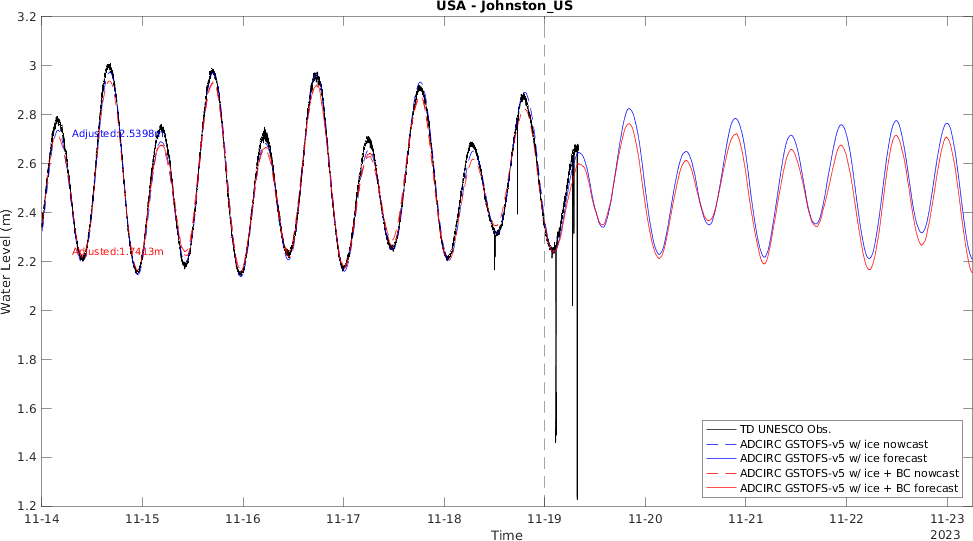 USA - Johnston_US
3.2
3
2.8
2.6
2.4
2.2
2
1.8
1.6
1.4
1.2
Water Level (m)
Adjusted:2.5398m
Adjusted:1.7413m
TD UNESCO Obs.
ADCIRC GSTOFS-v5 w/ ice nowcast
ADCIRC GSTOFS-v5 w/ ice forecast
ADCIRC GSTOFS-v5 w/ ice + BC nowcast
ADCIRC GSTOFS-v5 w/ ice + BC forecast
11-14 11-15 11-16 11-17 11-18 11-19 11-20 11-21 11-22 11-23
Time
2023